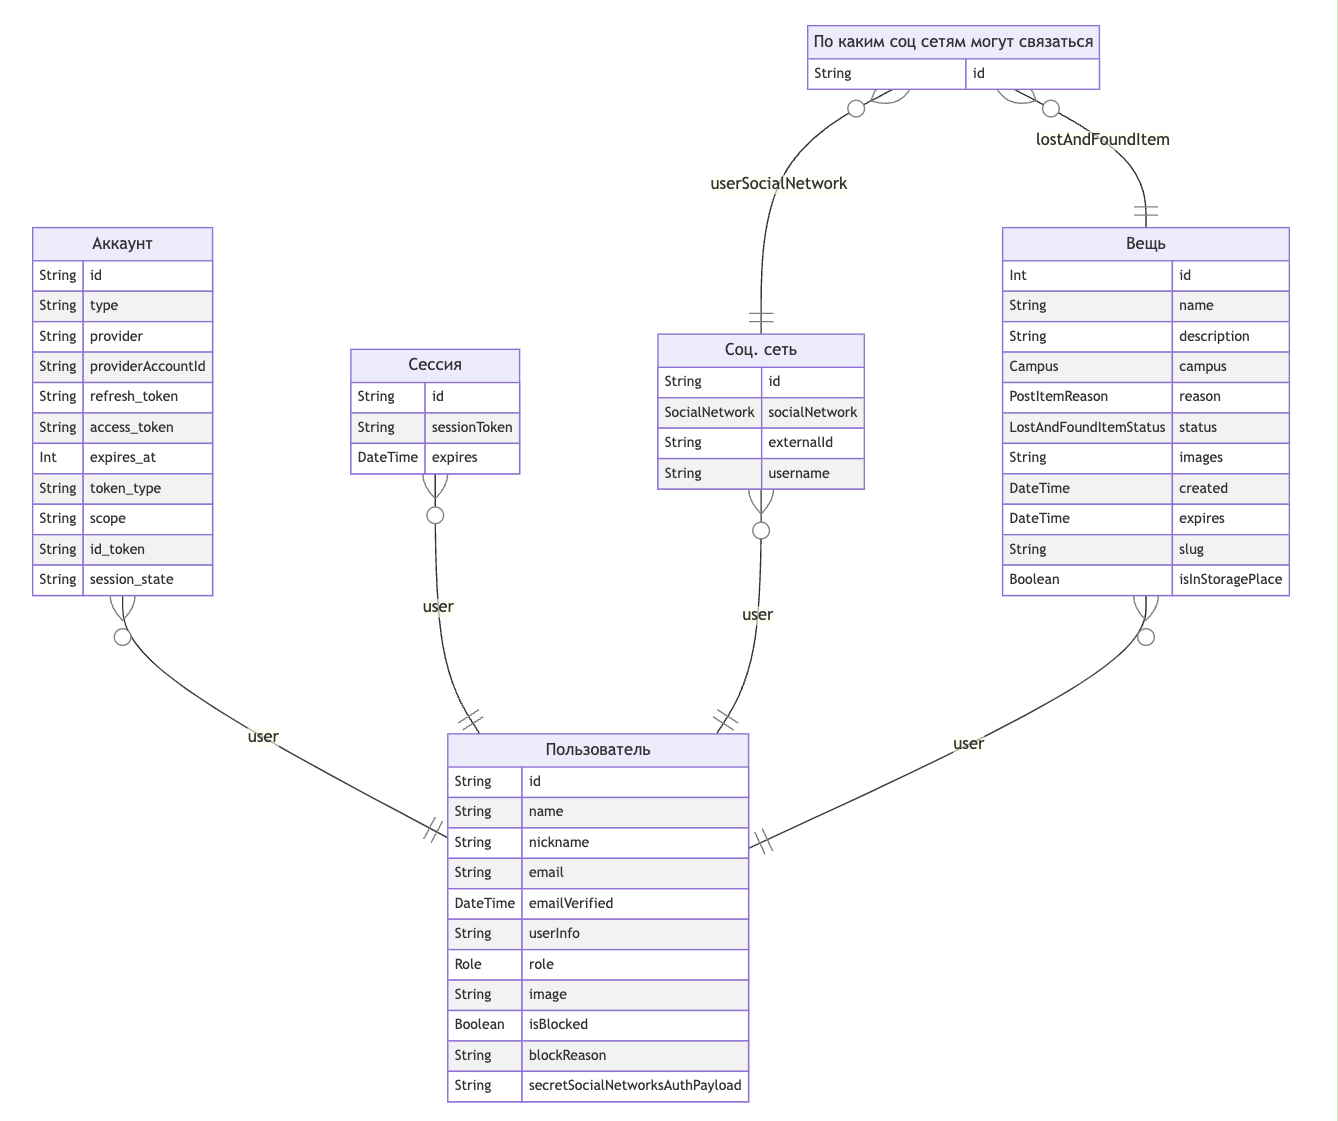 По каким соц сетям могут связаться
String id
lostAndFoundItem
userSocialNetwork
Аккаунт
String id
String type
String provider
String providerAccountId
String refresh_token
String access_token
Int expires_at
String token_type
String scope
String id_token
String session_state
Сессия
String id
String sessionToken
DateTime expires
Соц. сеть
String id
SocialNetwork socialNetwork
String externalId
String username
Вещь
Int id
String name
String description
Campus campus
PostItemReason reason
LostAndFoundItemStatus status
String images
DateTime created
DateTime expires
String slug
Boolean isInStoragePlace
user
user
user
user
Пользователь
String id
String name
String nickname
String email
DateTime emailVerified
String userInfo
Role role
String image
Boolean isBlocked
String blockReason
String secretSocialNetworksAuthPayload